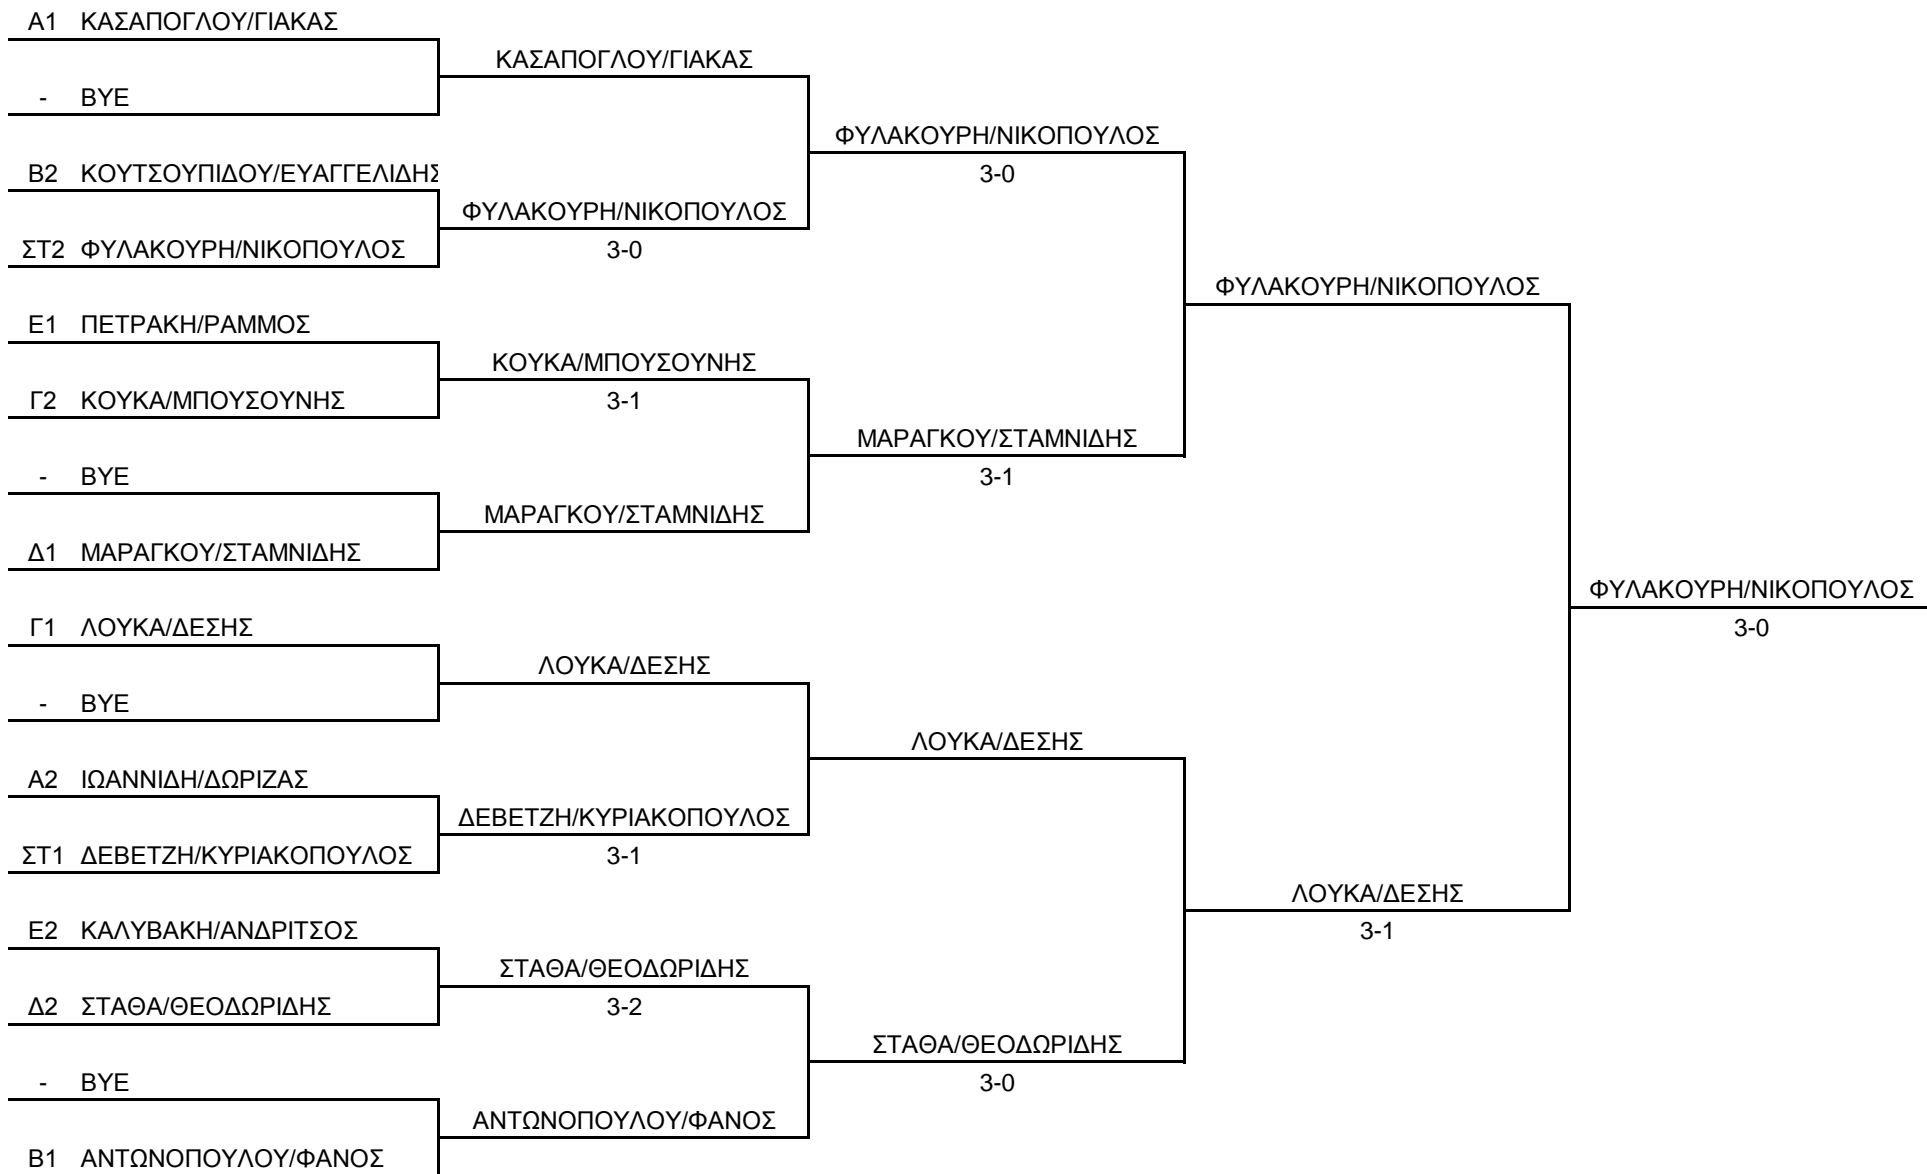 Α1 ΚΑΣΑΠΟΓΛΟΥ/ΓΙΑΚΑΣ
ΚΑΣΑΠΟΓΛΟΥ/ΓΙΑΚΑΣ
- BYE
ΦΥΛΑΚΟΥΡΗ/ΝΙΚΟΠΟΥΛΟΣ
Β2 ΚΟΥΤΣΟΥΠΙΔΟΥ/ΕΥΑΓΓΕΛΙΔΗΣ
3-0
ΦΥΛΑΚΟΥΡΗ/ΝΙΚΟΠΟΥΛΟΣ
ΣΤ2 ΦΥΛΑΚΟΥΡΗ/ΝΙΚΟΠΟΥΛΟΣ
3-0
ΦΥΛΑΚΟΥΡΗ/ΝΙΚΟΠΟΥΛΟΣ
Ε1 ΠΕΤΡΑΚΗ/ΡΑΜΜΟΣ
ΚΟΥΚΑ/ΜΠΟΥΣΟΥΝΗΣ
Γ2 ΚΟΥΚΑ/ΜΠΟΥΣΟΥΝΗΣ
3-1
ΜΑΡΑΓΚΟΥ/ΣΤΑΜΝΙΔΗΣ
- BYE
3-1
ΜΑΡΑΓΚΟΥ/ΣΤΑΜΝΙΔΗΣ
Δ1 ΜΑΡΑΓΚΟΥ/ΣΤΑΜΝΙΔΗΣ
ΦΥΛΑΚΟΥΡΗ/ΝΙΚΟΠΟΥΛΟΣ
Γ1 ΛΟΥΚΑ/ΔΕΣΗΣ
3-0
ΛΟΥΚΑ/ΔΕΣΗΣ
- BYE
ΛΟΥΚΑ/ΔΕΣΗΣ
Α2 ΙΩΑΝΝΙΔΗ/ΔΩΡΙΖΑΣ
ΔΕΒΕΤΖΗ/ΚΥΡΙΑΚΟΠΟΥΛΟΣ
ΣΤ1 ΔΕΒΕΤΖΗ/ΚΥΡΙΑΚΟΠΟΥΛΟΣ
3-1
ΛΟΥΚΑ/ΔΕΣΗΣ
Ε2 ΚΑΛΥΒΑΚΗ/ΑΝΔΡΙΤΣΟΣ
3-1
ΣΤΑΘΑ/ΘΕΟΔΩΡΙΔΗΣ
Δ2 ΣΤΑΘΑ/ΘΕΟΔΩΡΙΔΗΣ
3-2
ΣΤΑΘΑ/ΘΕΟΔΩΡΙΔΗΣ
- BYE
3-0
ΑΝΤΩΝΟΠΟΥΛΟΥ/ΦΑΝΟΣ
Β1 ΑΝΤΩΝΟΠΟΥΛΟΥ/ΦΑΝΟΣ